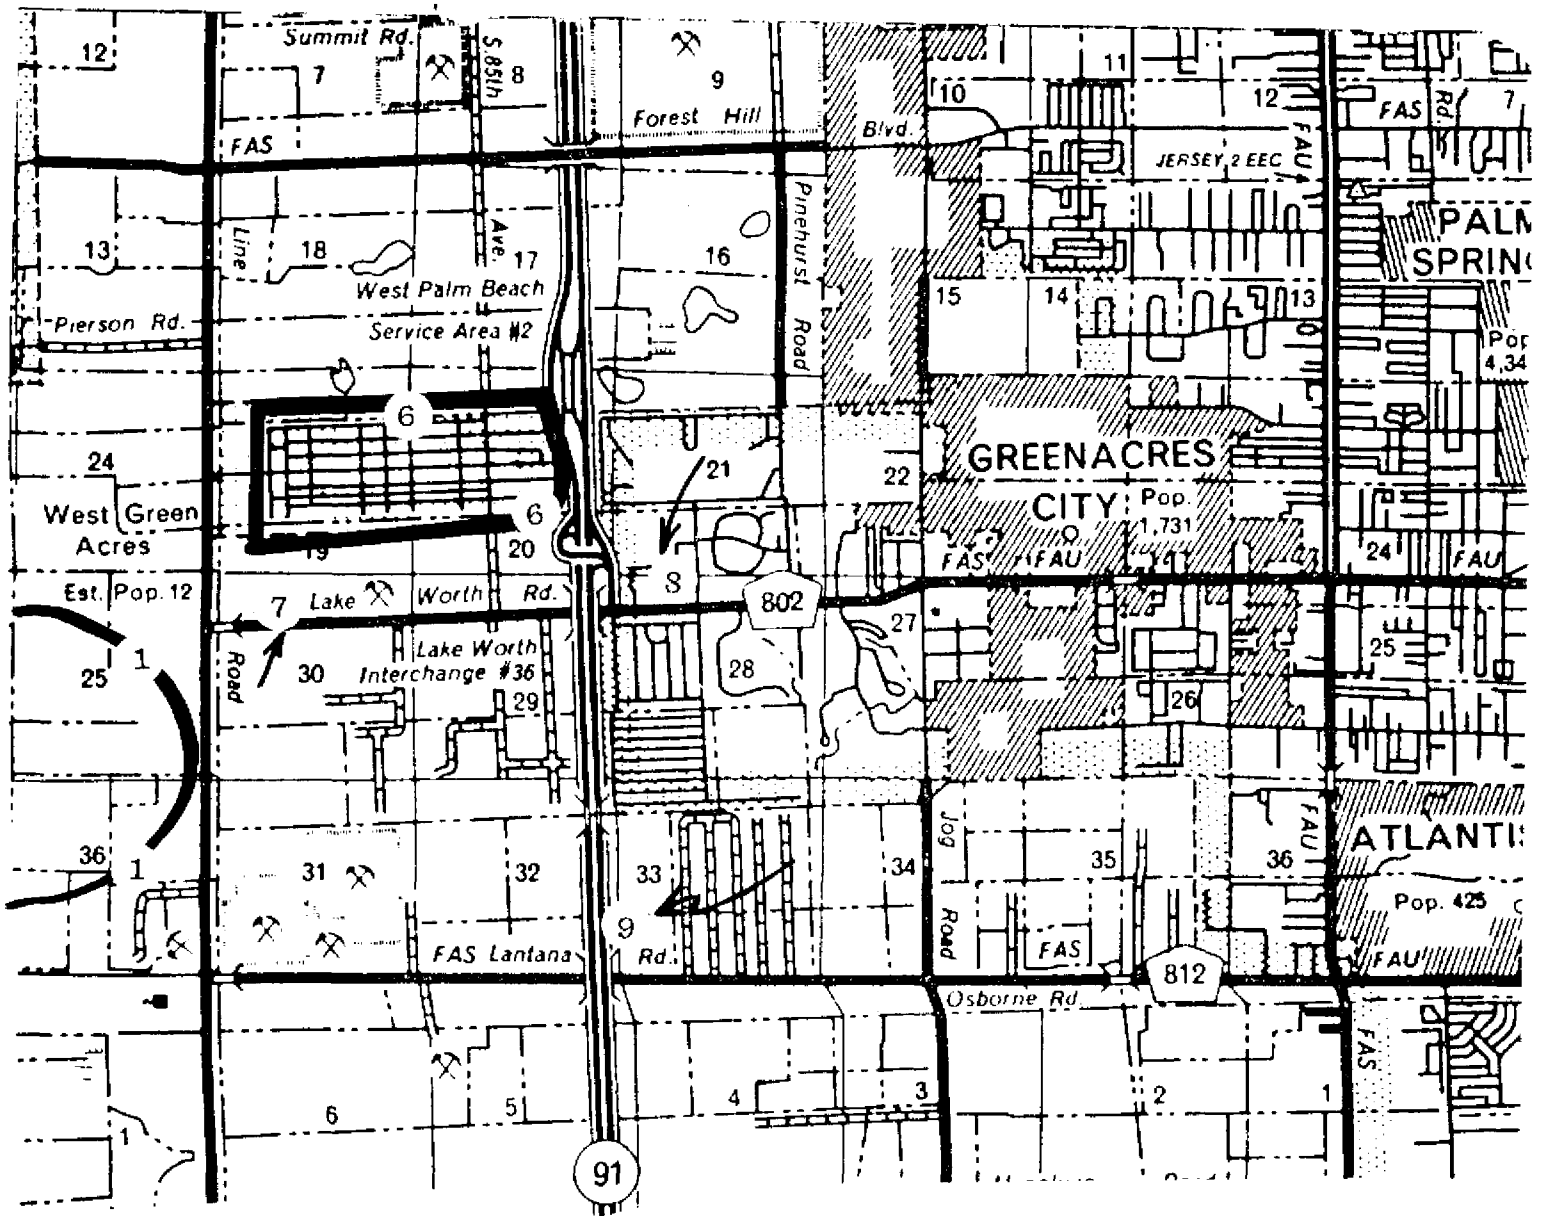 Summit Rd.
12
7
S 85th
8
9
10
11
12
FAS
Rd
7
Forest Hill
Blvd.
FAS
FAU
JERSEY 2 EEC
Pinehurst
Road
Line
Ave.
13
18
17
16
15
14
13
PALM
SPRING
West Palm Beach
Service Area #2
Pierson Rd.
Pop
4,34
6
24
21
22
GREENACRES
CITY
Pop.
1,731
West Green
Acres
6
19
20
FAS
FAU
24
FAU
Est. Pop. 12
7
Lake Worth Rd.
8
802
27
1
25
Road
30
Lake Worth
Interchange #36
29
28
26
25
Jog
Road
FAU
ATLANTIS
36
1
31
32
33
34
35
36
Pop. 425
9
FAS Lantana Rd.
FAS
812
FAU
Osborne Rd.
FAS
1
6
5
4
3
2
1
91